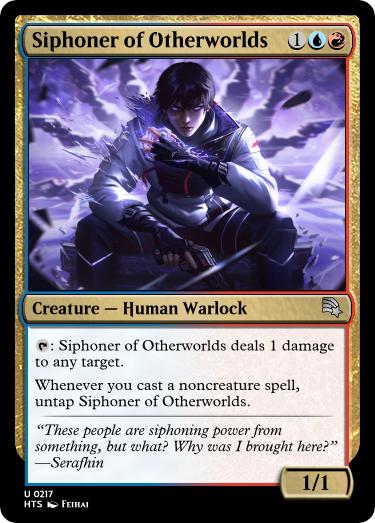 Siphoner of Otherworlds 1
Creature — Human Warlock
: Siphoner of Otherworlds deals 1 damage
to any target.
Whenever you cast a noncreature spell,
untap Siphoner of Otherworlds.
“These people are siphoning power from
something, but what? Why was I brought here?”
—Serafhin
1/1
U 0217
HTS Feihai